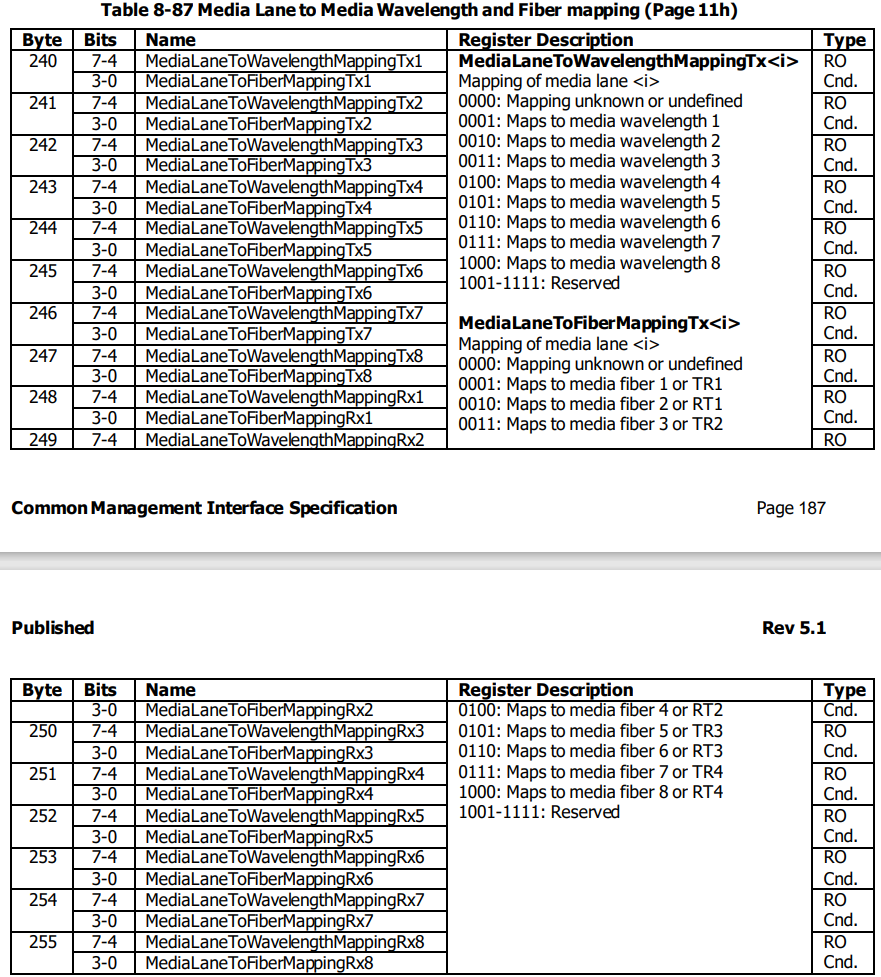 Table 8-87 Media Lane to Media Wavelength and Fiber mapping (Page 11h)
Byte Bits Name Register Description Type
240 7-4 MediaLaneToWavelengthMappingTx1 MediaLaneToWavelengthMappingTx<i> RO
3-0 MediaLaneToFiberMappingTx1 Mapping of media lane <i> Cnd.
241 7-4 MediaLaneToWavelengthMappingTx2 0000: Mapping unknown or undefined RO
3-0 MediaLaneToFiberMappingTx2 0001: Maps to media wavelength 1 Cnd.
242 7-4 MediaLaneToWavelengthMappingTx3 0010: Maps to media wavelength 2 RO
3-0 MediaLaneToFiberMappingTx3 0011: Maps to media wavelength 3 Cnd.
243 7-4 MediaLaneToWavelengthMappingTx4 0100: Maps to media wavelength 4 RO
3-0 MediaLaneToFiberMappingTx4 0101: Maps to media wavelength 5 Cnd.
244 7-4 MediaLaneToWavelengthMappingTx5 0110: Maps to media wavelength 6 RO
3-0 MediaLaneToFiberMappingTx5 0111: Maps to media wavelength 7 Cnd.
245 7-4 MediaLaneToWavelengthMappingTx6 1000: Maps to media wavelength 8 RO
3-0 MediaLaneToFiberMappingTx6 1001-1111: Reserved Cnd.
246 7-4 MediaLaneToWavelengthMappingTx7 RO
3-0 MediaLaneToFiberMappingTx7 MediaLaneToFiberMappingTx<i> Cnd.
247 7-4 MediaLaneToWavelengthMappingTx8 Mapping of media lane <i> RO
3-0 MediaLaneToFiberMappingTx8 0000: Mapping unknown or undefined Cnd.
248 7-4 MediaLaneToWavelengthMappingRx1 0001: Maps to media fiber 1 or TR1 RO
3-0 MediaLaneToFiberMappingRx1 0010: Maps to media fiber 2 or RT1 Cnd.
249 7-4 MediaLaneToWavelengthMappingRx2 0011: Maps to media fiber 3 or TR2 RO
Common Management Interface Specification Page 187
Published Rev 5.1
Byte Bits Name Register Description Type
3-0 MediaLaneToFiberMappingRx2 0100: Maps to media fiber 4 or RT2 Cnd.
250 7-4 MediaLaneToWavelengthMappingRx3 0101: Maps to media fiber 5 or TR3 RO
3-0 MediaLaneToFiberMappingRx3 0110: Maps to media fiber 6 or RT3 Cnd.
251 7-4 MediaLaneToWavelengthMappingRx4 0111: Maps to media fiber 7 or TR4 RO
3-0 MediaLaneToFiberMappingRx4 1000: Maps to media fiber 8 or RT4 Cnd.
252 7-4 MediaLaneToWavelengthMappingRx5 1001-1111: Reserved RO
3-0 MediaLaneToFiberMappingRx5 Cnd.
253 7-4 MediaLaneToWavelengthMappingRx6 RO
3-0 MediaLaneToFiberMappingRx6 Cnd.
254 7-4 MediaLaneToWavelengthMappingRx7 RO
3-0 MediaLaneToFiberMappingRx7 Cnd.
255 7-4 MediaLaneToWavelengthMappingRx8 RO
3-0 MediaLaneToFiberMappingRx8 Cnd.